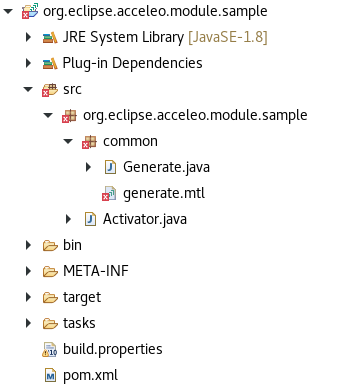 org.eclipse.acceleo.module.sample
JRE System Library [JavaSE-1.8]
Plug-in Dependencies
src
org.eclipse.acceleo.module.sample
common
Generate.java
generate.mtl
Activator.java
bin
META-INF
target
tasks
build.properties
pom.xml